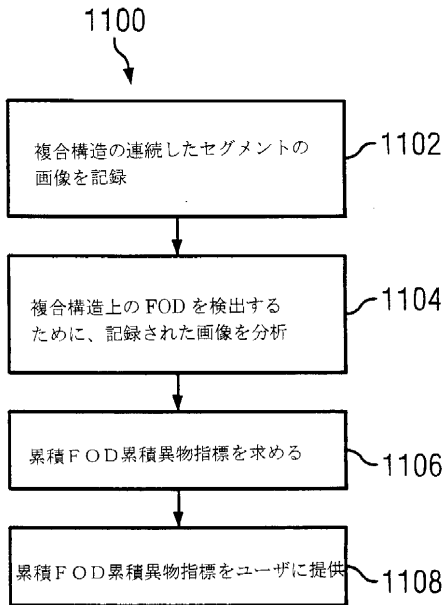 1100
複合構造の連続したセグメントの
画像を記録
1102
複合構造上の FOD を検出する
ために、記録された画像を分析
1104
累積ＦＯＤ累積異物指標を求める
1106
累積ＦＯＤ累積異物指標をユーザに提供
1108